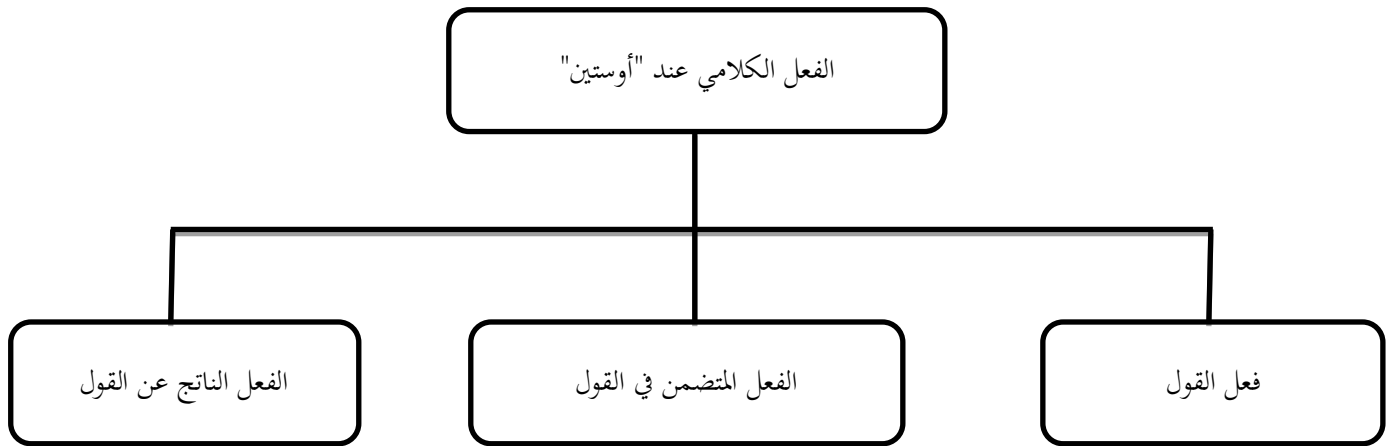 الفعل الكلامي عند "أوستين"
فعل القول
الفعل المتضمن في القول
الفعل الناتج عن القول